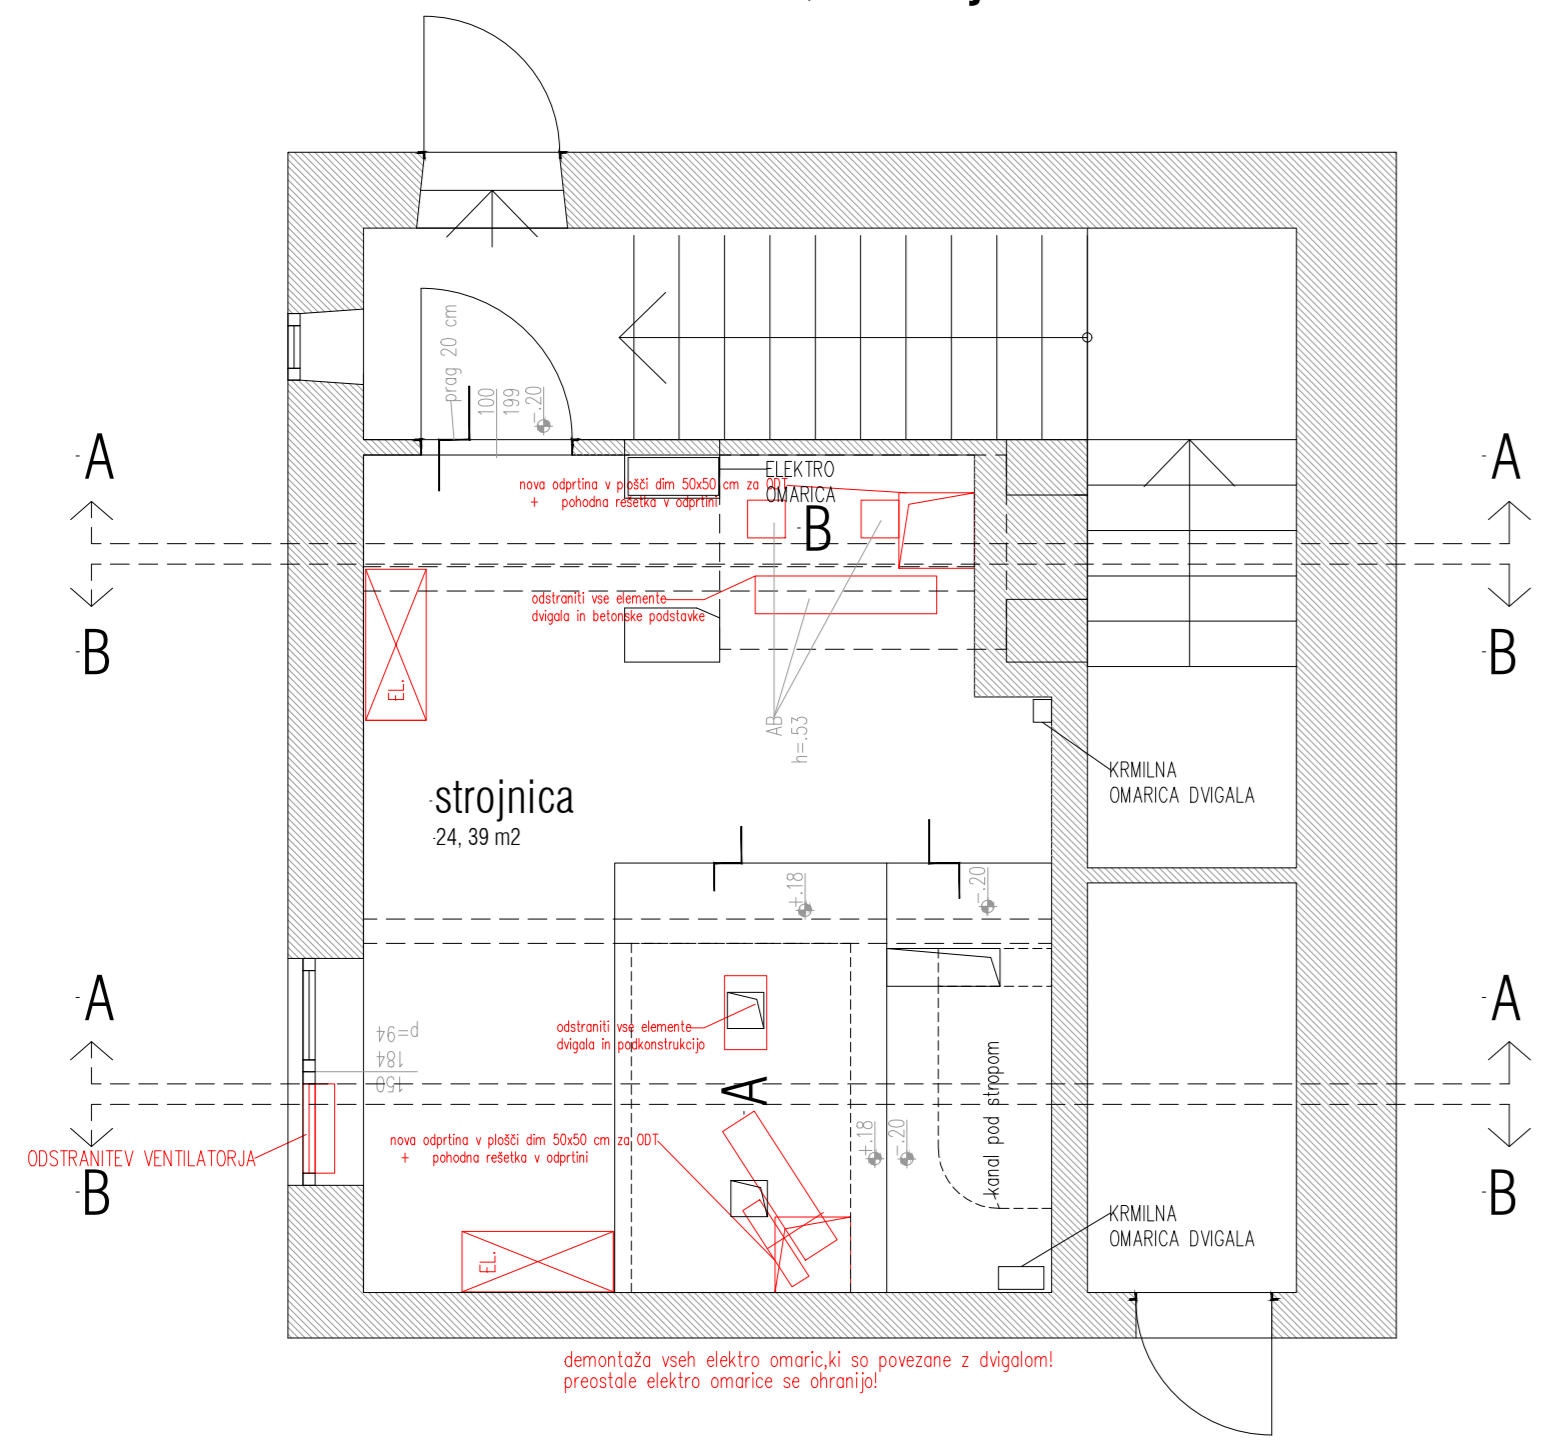 prag 20 cm
100
199
-.20
A
A
ELEKTRO
OMARICA
nova odprtina v plošči dim 50x50 cm za ODT
+ pohodna rešetka v odprtini
B
odstraniti vse elemente
dvigala in betonske podstavke
B
B
EL.
AB
h=.53
KRMILNA
OMARICA DVIGALA
strojnica
24, 39 m2
+.18
-.20
A
A
p=94
184
150
odstraniti vse elemente
dvigala in podkonstrukcijo
kanal pod stropom
A
nova odprtina v plošči dim 50x50 cm za ODT
+ pohodna rešetka v odprtini
+.18
-.20
ODSTRANITEV VENTILATORJA
B
B
KRMILNA
OMARICA DVIGALA
EL.
demontaža vseh elektro omaric,ki so povezane z dvigalom!
preostale elektro omarice se ohranijo!